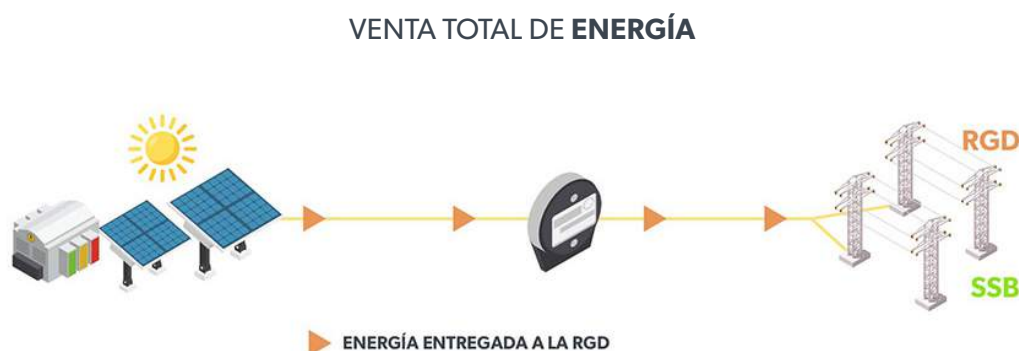 VENTA TOTAL DE ENERGÍA
RGD
SSB
ENERGÍA ENTREGADA A LA RGD